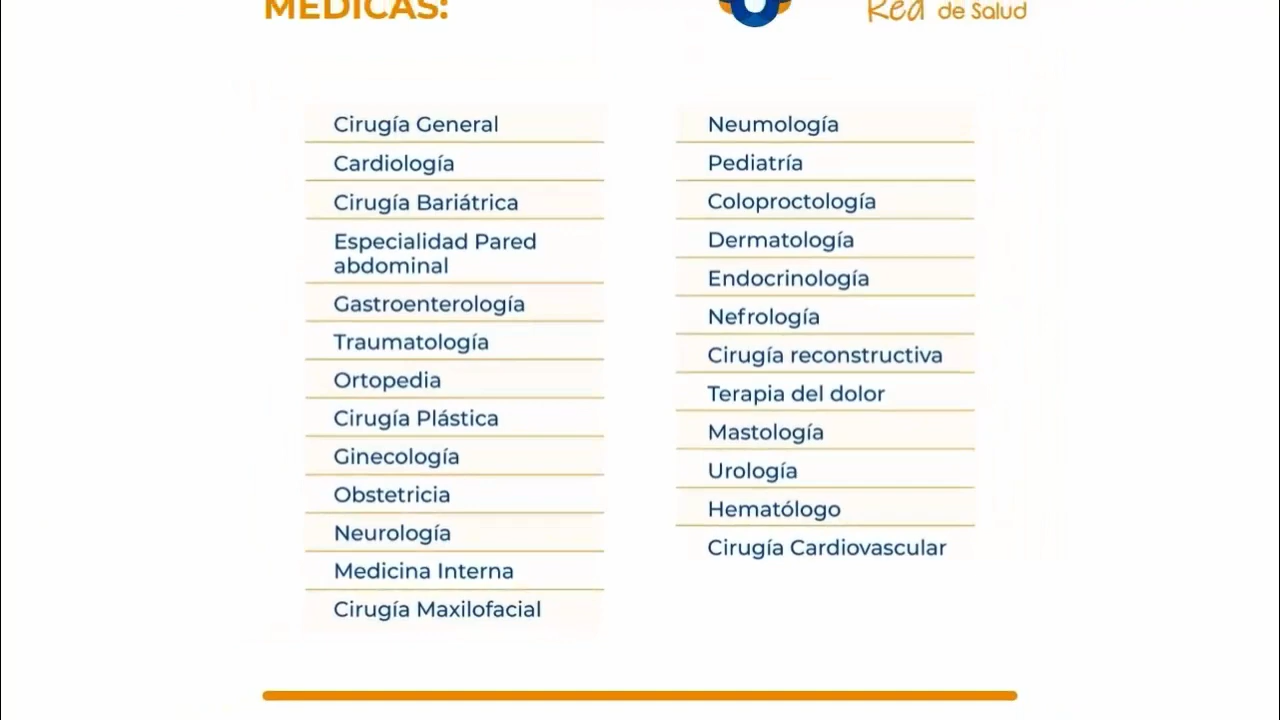 MÉDICAS:
Red de Salud
Cirugía General
Cardiología
Cirugía Bariátrica
Especialidad Pared
abdominal
Gastroenterología
Traumatología
Ortopedia
Cirugía Plástica
Ginecología
Obstetricia
Neurología
Medicina Interna
Cirugía Maxilofacial
Neumología
Pediatría
Coloproctología
Dermatología
Endocrinología
Nefrología
Cirugía reconstructiva
Terapia del dolor
Mastología
Urología
Hematólogo
Cirugía Cardiovascular